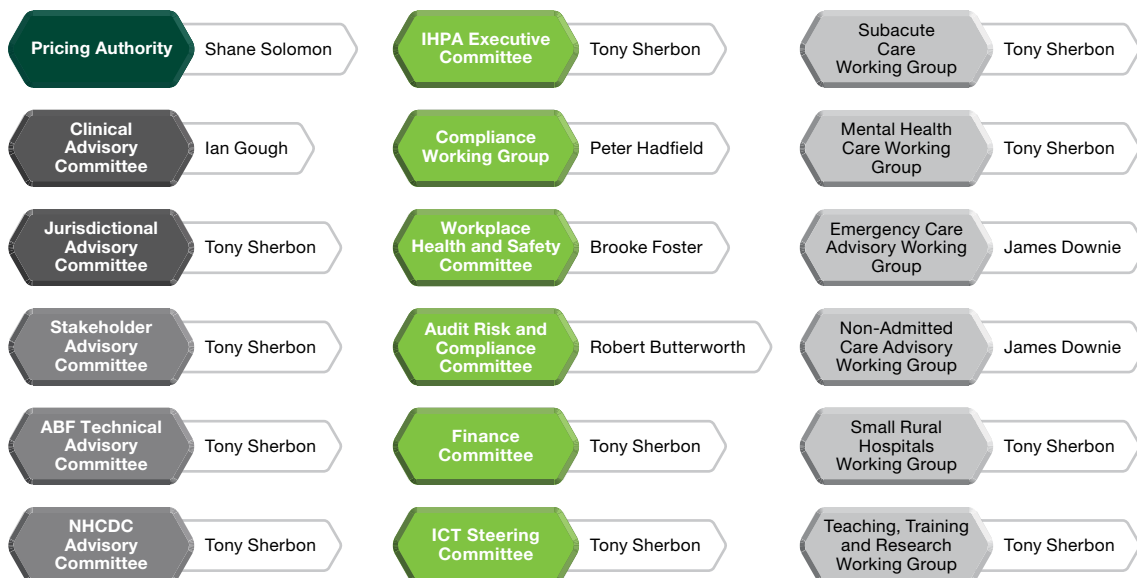 Pricing Authority
Shane Solomon
Clinical
Advisory
Committee
Ian Gough
Jurisdictional
Advisory
Committee
Tony Sherbon
Stakeholder
Advisory
Committee
Tony Sherbon
ABF Technical
Advisory
Committee
Tony Sherbon
NHCDC
Advisory
Committee
Tony Sherbon
IHPA Executive
Committee
Tony Sherbon
Compliance
Working Group
Peter Hadfield
Workplace
Health and Safety
Committee
Brooke Foster
Audit Risk and
Compliance
Committee
Robert Butterworth
Finance
Committee
Tony Sherbon
ICT Steering
Committee
Tony Sherbon
Subacute
Care
Working Group
Tony Sherbon
Mental Health
Care Working
Group
Tony Sherbon
Emergency Care
Advisory Working
Group
James Downie
Non-Admitted
Care Advisory
Working Group
James Downie
Small Rural
Hospitals
Working Group
Tony Sherbon
Teaching, Training
and Research
Working Group
Tony Sherbon